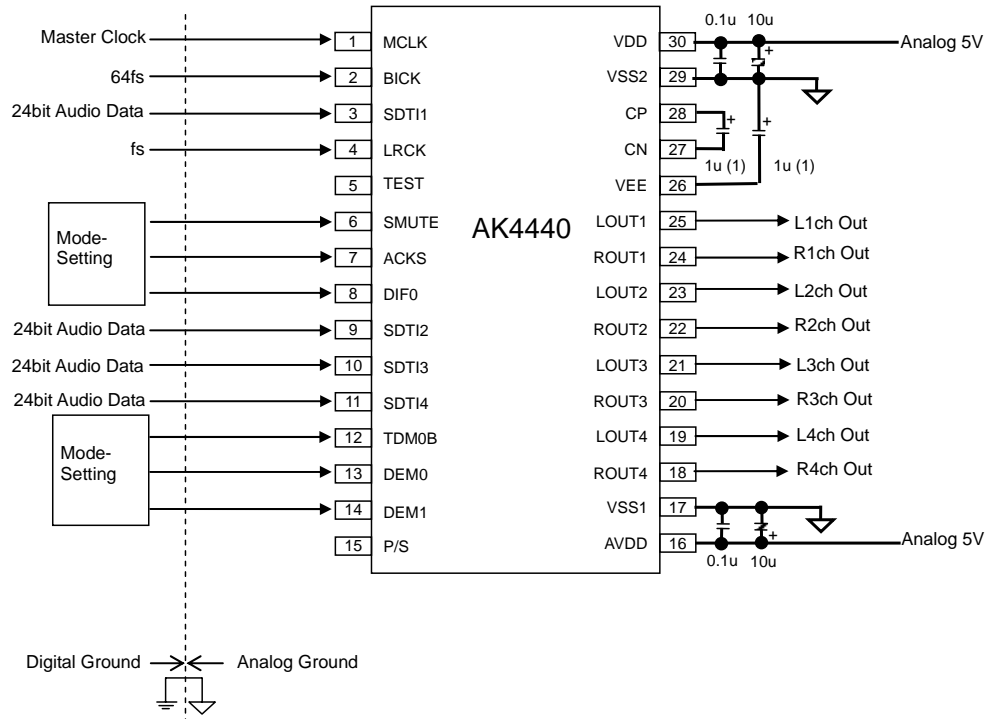 0.1u 10u
Master Clock 1 MCLK VDD 30 Analog 5V
64fs 2 BICK VSS2 29
24bit Audio Data 3 SDTI1 CP 28 +
fs 4 LRCK CN 27
1u (1) 1u (1)
5 TEST VEE 26
6 SMUTE AK4440 LOUT1 25 L1ch Out
Mode-
Setting
7 ACKS ROUT1 24 R1ch Out
8 DIF0 LOUT2 23 L2ch Out
24bit Audio Data 9 SDTI2 ROUT2 22 R2ch Out
24bit Audio Data 10 SDTI3 LOUT3 21 L3ch Out
24bit Audio Data 11 SDTI4 ROUT3 20 R3ch Out
12 TDM0B LOUT4 19 L4ch Out
Mode-
Setting
13 DEM0 ROUT4 18 R4ch Out
14 DEM1 VSS1 17
15 P/S AVDD 16 Analog 5V
0.1u 10u
Digital Ground Analog Ground